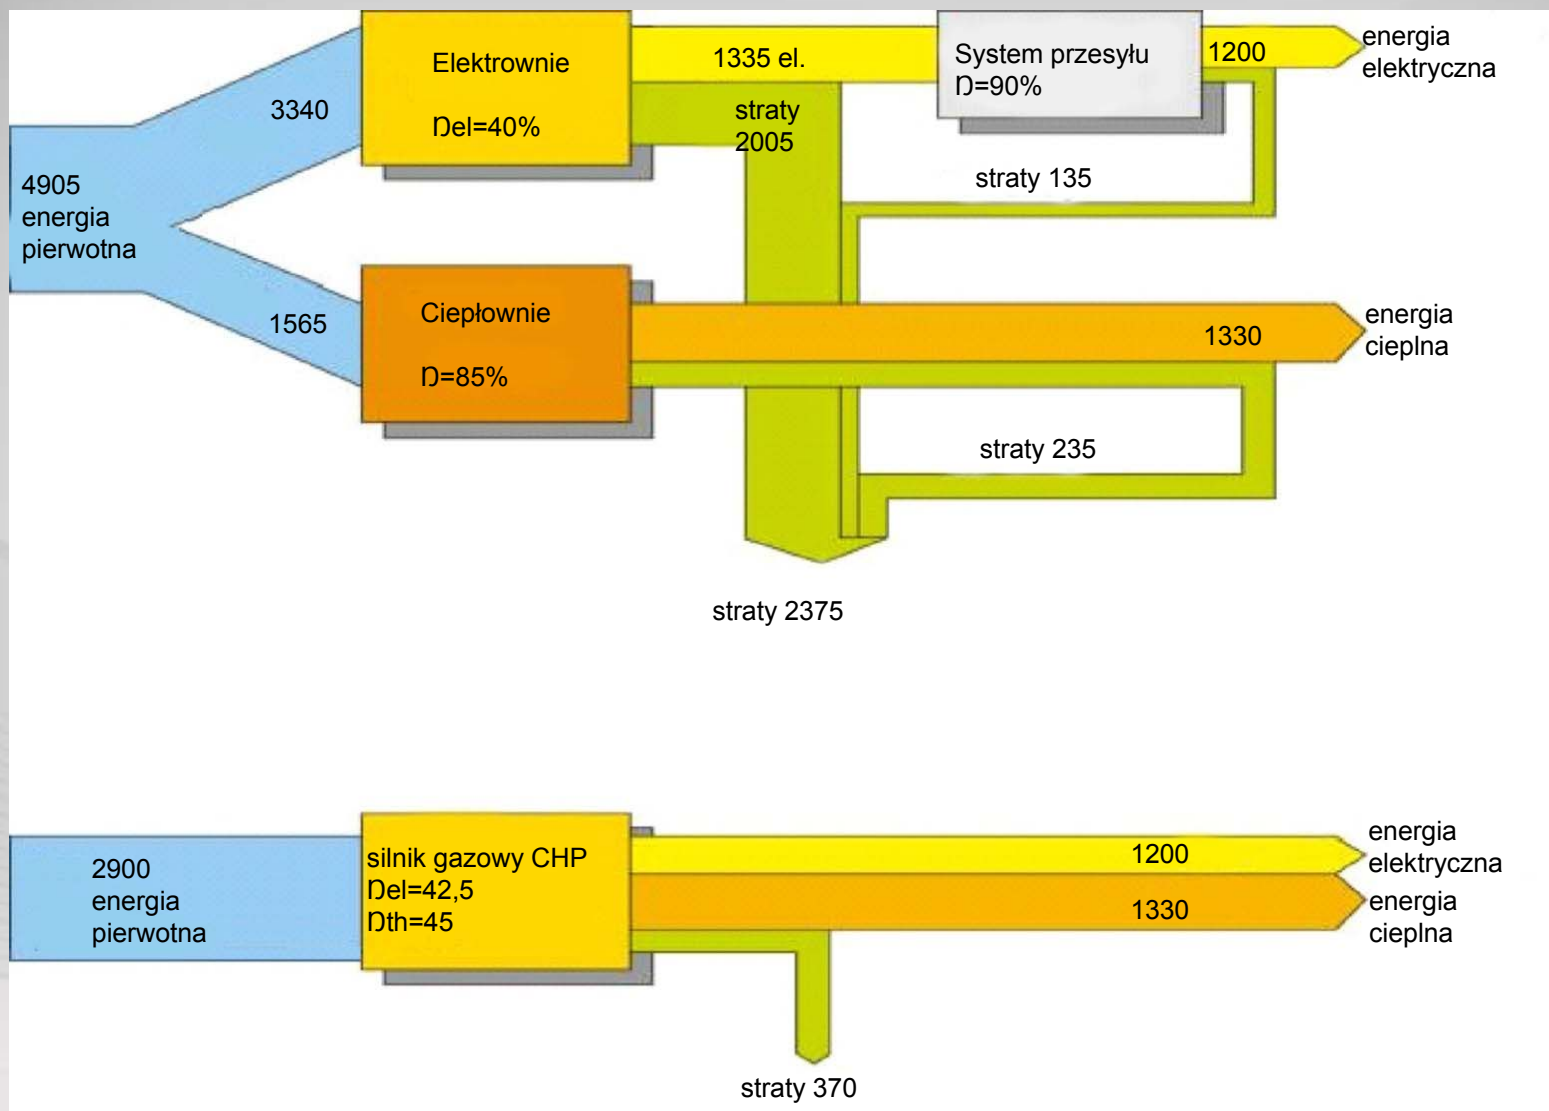 4905
energia
pierwotna
3340
1565
Elektrownie
Ŋel=40%
1335 el.
straty
2005
System przesyłu
Ŋ=90%
1200
energia
elektryczna
straty 135
Ciepłownie
Ŋ=85%
1330
energia
cieplna
straty 235
straty 2375
2900
energia
pierwotna
silnik gazowy CHP
Ŋel=42,5
Ŋth=45
1200
energia
elektryczna
1330
energia
cieplna
straty 370